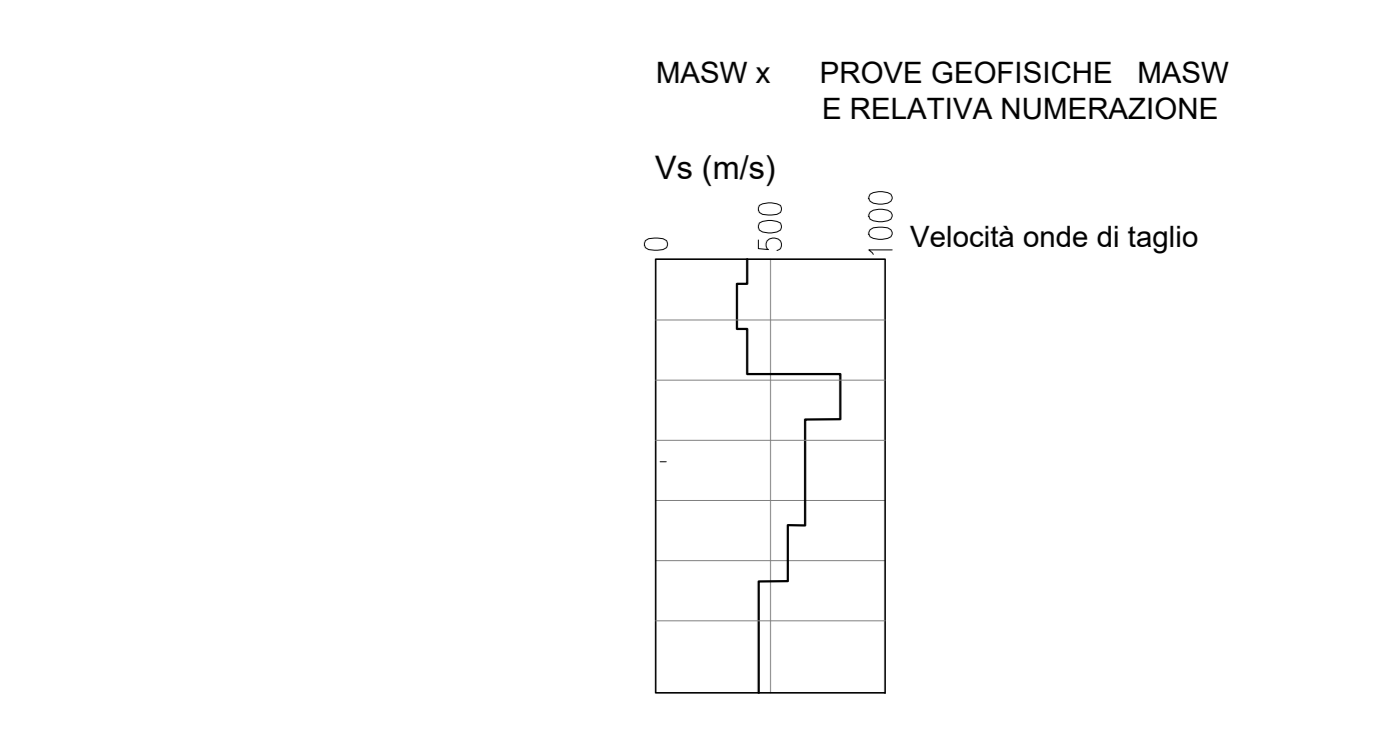 MASW x PROVE GEOFISICHE MASW
E RELATIVA NUMERAZIONE
Vs (m/s)
0
500
1000
Velocità onde di taglio